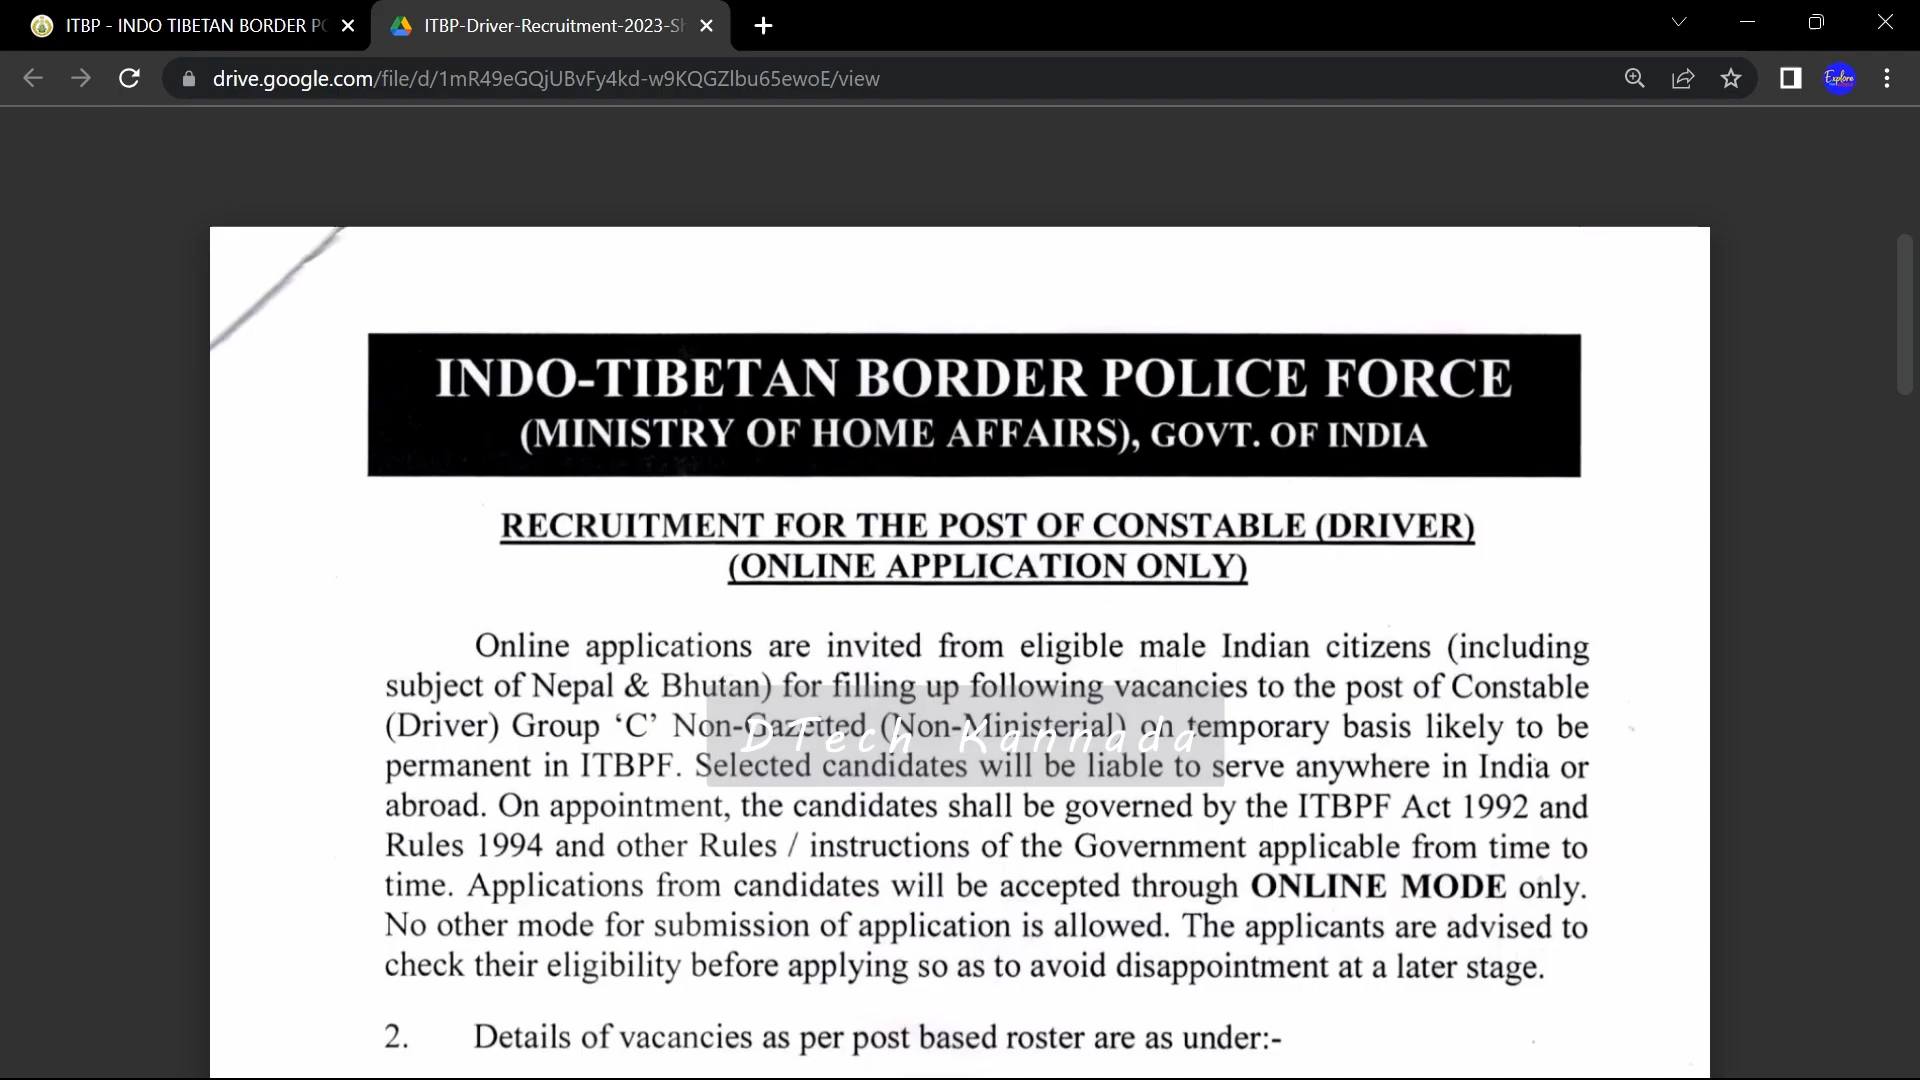 ITBP - INDO TIBETAN BORDER
ITBP-Driver-Recruitment-2023-S
drive.google.com/file/d/1mR49eGQjUBvFy4kd-w9KQGZlbu65ewoE/view
Explore
INDO-TIBETAN BORDER POLICE FORCE
(MINISTRY OF HOME AFFAIRS), GOVT. OF INDIA
RECRUITMENT FOR THE POST OF CONSTABLE (DRIVER)
(ONLINE APPLICATION ONLY)
Online applications are invited from eligible male Indian citizens (including
subject of Nepal & Bhutan) for filling up following vacancies to the post of Constable
(Driver) Group ‘C’ Non-Gazetted (Non-Ministerial) on temporary basis likely to be
DTech Kannada
permanent in ITBPF. Selected candidates will be liable to serve anywhere in India or
abroad. On appointment, the candidates shall be governed by the ITBPF Act 1992 and
Rules 1994 and other Rules / instructions of the Government applicable from time to
time. Applications from candidates will be accepted through ONLINE MODE only.
No other mode for submission of application is allowed. The applicants are advised to
check their eligibility before applying so as to avoid disappointment at a later stage.
2. Details of vacancies as per post based roster are as under:-